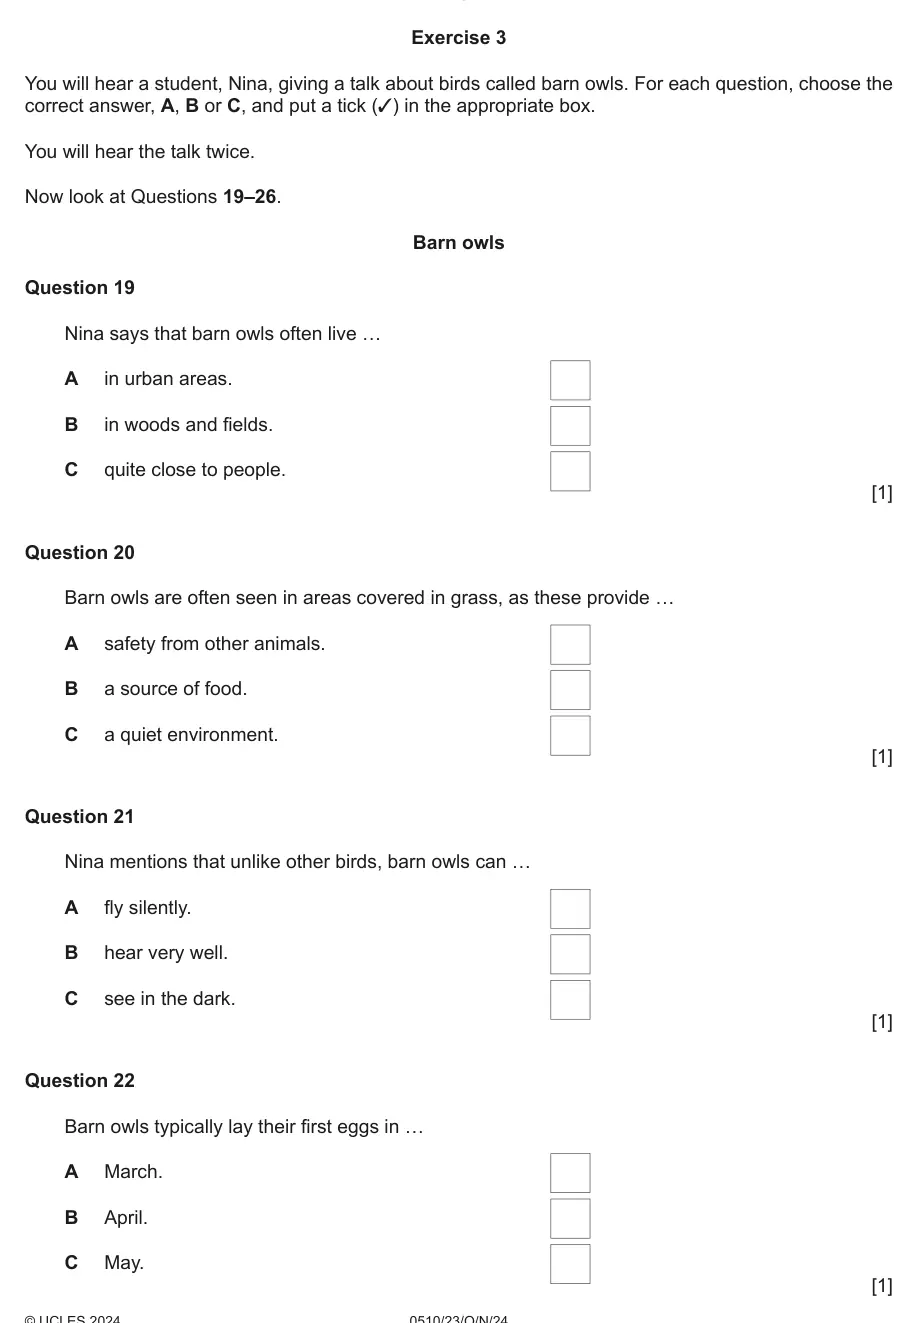 Exercise 3
You will hear a student, Nina, giving a talk about birds called barn owls. For each question, choose the
correct answer, A, B or C, and put a tick (✓) in the appropriate box.
You will hear the talk twice.
Now look at Questions 19–26.
Barn owls
Question 19
Nina says that barn owls often live …
A in urban areas.
B in woods and fields.
C quite close to people.
[1]
Question 20
Barn owls are often seen in areas covered in grass, as these provide …
A safety from other animals.
B a source of food.
C a quiet environment.
[1]
Question 21
Nina mentions that unlike other birds, barn owls can …
A fly silently.
B hear very well.
C see in the dark.
[1]
Question 22
Barn owls typically lay their first eggs in …
A March.
B April.
C May.
[1]
© UCLES 2024 0510/23/O/N/24